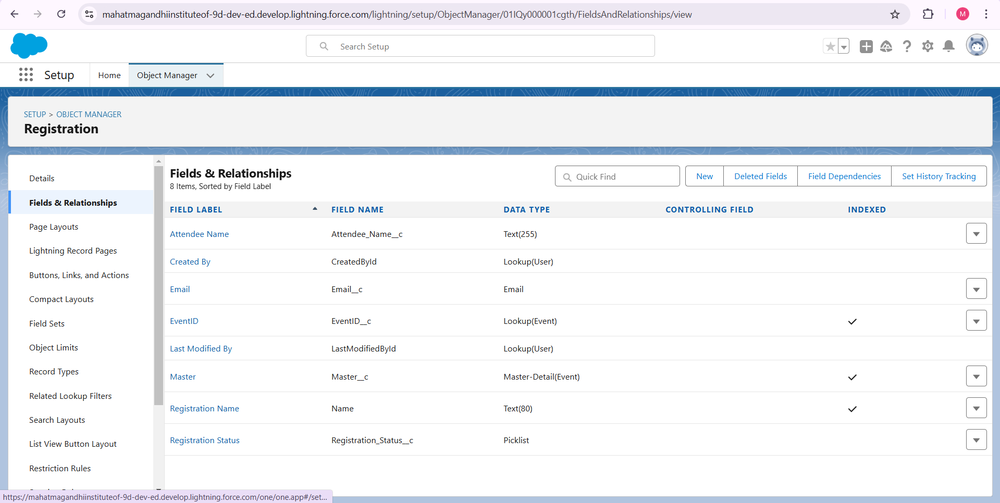 mahatmagandhiinstituteof-9d-dev-ed.develop.lightning.force.com/lightning/setup/ObjectManager/01IQy000001cgth/FieldsAndRelationships/view
M
Search Setup
Setup
Home
Object Manager
SETUP > OBJECT MANAGER
Registration
Details
Fields & Relationships
Page Layouts
Lightning Record Pages
Buttons, Links, and Actions
Compact Layouts
Field Sets
Object Limits
Record Types
Related Lookup Filters
Search Layouts
List View Button Layout
Restriction Rules
Fields & Relationships
8 Items, Sorted by Field Label
Quick Find
New
Deleted Fields
Field Dependencies
Set History Tracking
FIELD LABEL FIELD NAME DATA TYPE CONTROLLING FIELD INDEXED
Attendee Name Attendee_Name__c Text(255)
Created By CreatedById Lookup(User)
Email Email__c Email
EventID EventID__c Lookup(Event)
Last Modified By LastModifiedById Lookup(User)
Master Master__c Master-Detail(Event)
Registration Name Name Text(80)
Registration Status Registration_Status__c Picklist
https://mahatmagandhiinstituteof-9d-dev-ed.develop.lightning.force.com/one/one.app#/set...